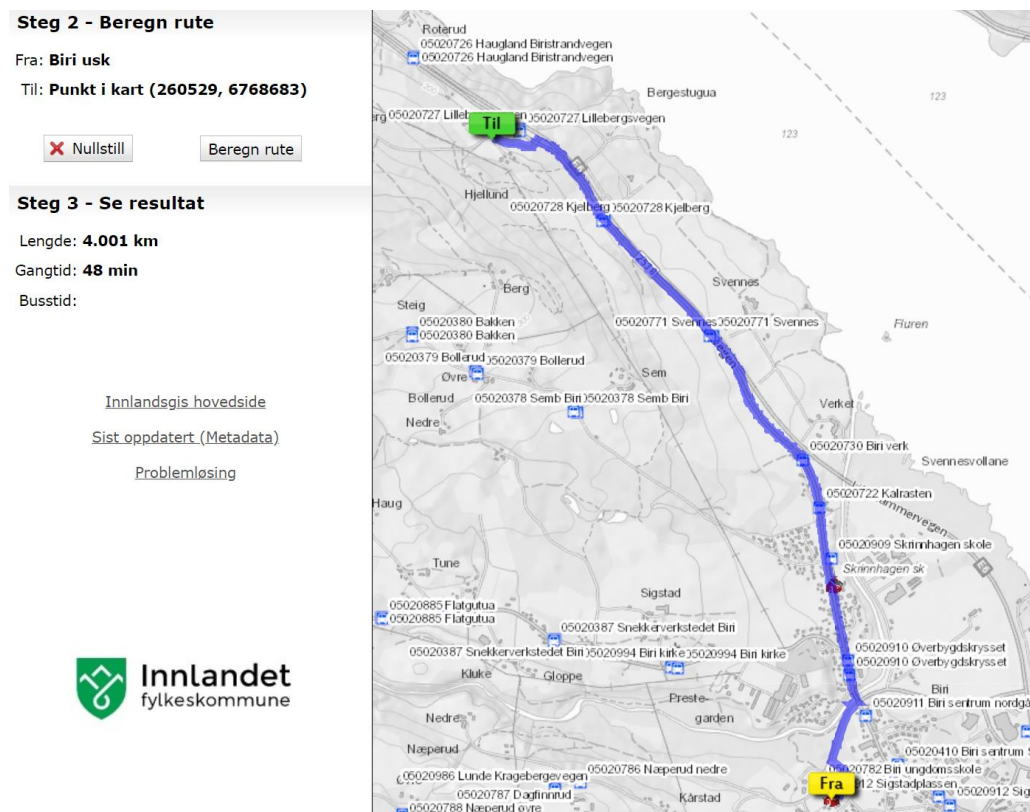 Steg 2 - Beregn rute
Fra: Biri usk
Til: Punkt i kart (260529, 6768683)
Nullstill
Beregn rute
Steg 3 - Se resultat
Lengde: 4.001 km
Gangtid: 48 min
Busstid:
Innlandsgis hovedside
Sist oppdatert (Metadata)
Problemløsing
Innlandet
fylkeskommune
Roterud
05020726 Haugland Biristrandvegen
05020726 Haugland Biristrandvegen
Bergestugua
123
123
05020727
Til
05020727 Lillebergsvegen
Hjellund
05020728 Kjelberg
05020728 Kjelberg
Berg
Svennes
Steig
05020380 Bakken
05020380 Bakken
05020771 Svennes
05020771 Svennes
Fluren
05020379 Bollerud
05020379 Bollerud
Øvre
Sem
Bollerud
05020378 Semb Biri
05020378 Semb Biri
Verket
Nedre
05020730 Biri verk
Svennesvollane
05020722 Kalrasten
Haug
05020909 Skrinnhagen skole
Skrinnhagen sk
Tune
Sigstad
05020885 Flatgutua
05020885 Flatgutua
05020387 Snekkerverkstedet Biri
05020387 Snekkerverkstedet Biri
05020994 Biri kirke
05020994 Biri kirke
05020910 Øverbygdskrysset
05020910 Øverbygdskrysset
Kluke
Gloppe
Biri
Preste-
garden
05020911 Biri sentrum
Nedre
Næperud
05020410 Biri sentrum
05020986 Lunde Kragebergvegen
05020786 Næperud nedre
05020782 Biri ungdomsskole
Fra
Sigstadplassen
05020787 Dagfinnrud
Kårstad
05020912
05020788 Næperud øvre